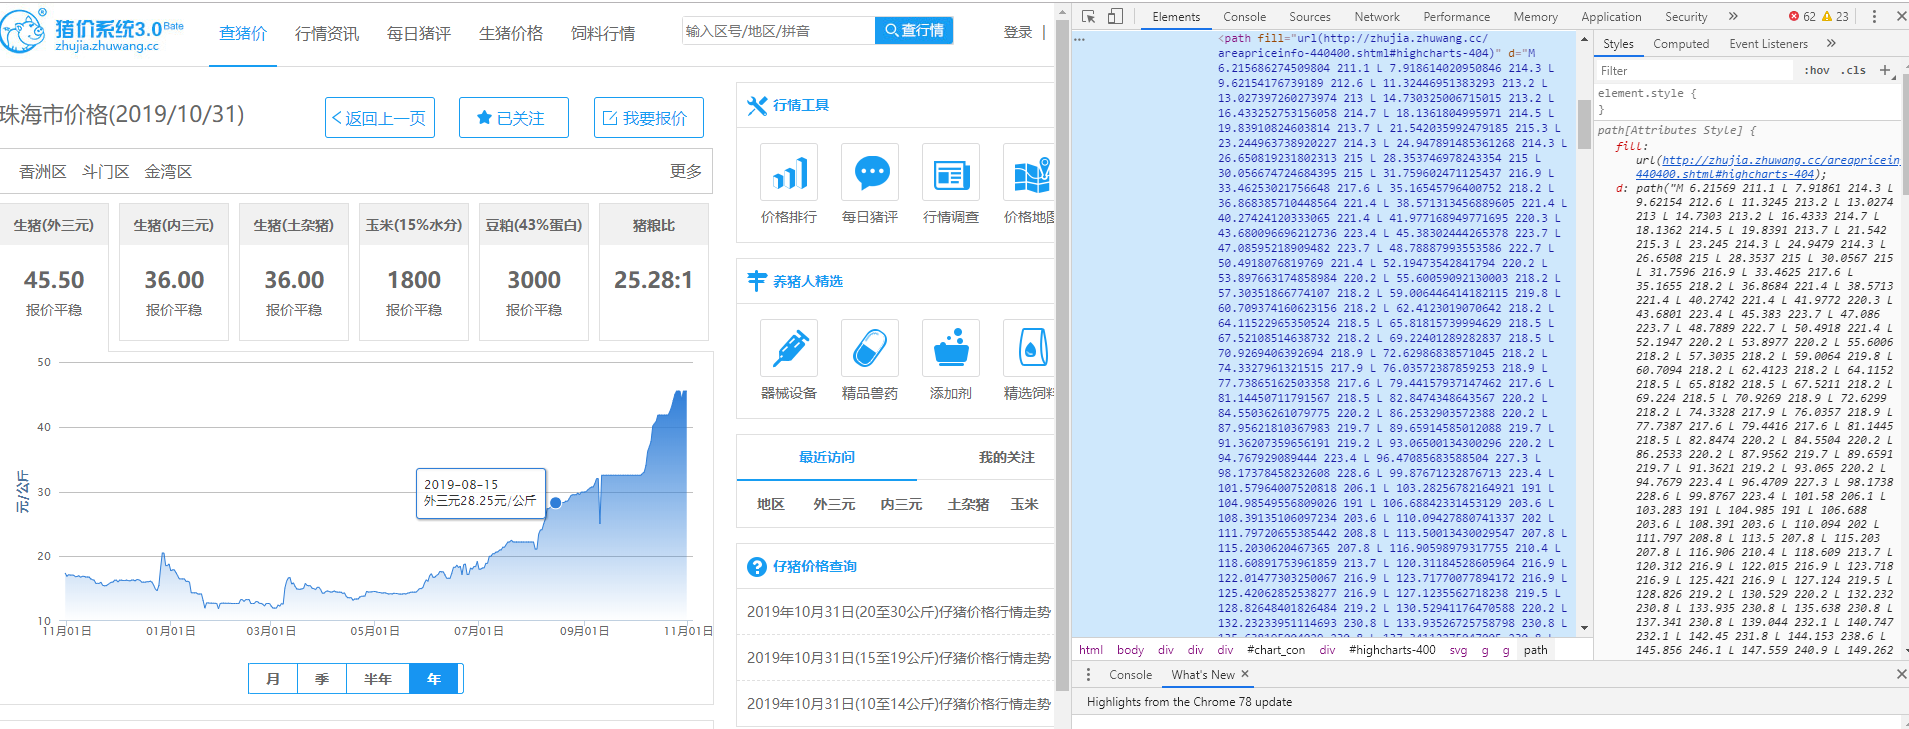 猪价系统3.0 Bate
zhujia.zhuwang.cc
查猪价 行情资讯 每日猪评 生猪价格 饲料行情
输入区号/地区/拼音 查行情
登录 |
珠海市价格(2019/10/31)
<返回上一页 已关注 我要报价
香洲区 斗门区 金湾区 更多
生猪(外三元) 生猪(内三元) 生猪(土杂猪) 玉米(15%水分) 豆粕(43%蛋白) 猪粮比
45.50 36.00 36.00 1800 3000 25.28:1
报价平稳 报价平稳 报价平稳 报价平稳 报价平稳
50
40
30
20
10
元/公斤
2019-08-15
外三元28.25元/公斤
11月01日 01月01日 03月01日 05月01日 07月01日 09月01日 11月01日
月 季 半年 年
行情工具
价格排行 每日猪评 行情调查 价格地图
养猪人精选
器械设备 精品兽药 添加剂 精选饲料
最近访问 我的关注
地区 外三元 内三元 土杂猪 玉米
仔猪价格查询
2019年10月31日(20至30公斤)仔猪价格行情走势
2019年10月31日(15至19公斤)仔猪价格行情走势
2019年10月31日(10至14公斤)仔猪价格行情走势
Elements Console Sources Network Performance Memory Application Security » 62 23
...
<path fill="url(http://zhujia.zhuwang.cc/
areapriceinfo-440400.shtml#highcharts-404)" d="M
6.215686274509804 211.1 L 7.918614020950846 214.3 L
9.62154176739189 212.6 L 11.32446951383293 213.2 L
13.027397260273974 213 L 14.730325006715015 213.2 L
16.433252753156058 214.7 L 18.1361804995971 214.5 L
19.83910824603814 213.7 L 21.542035992479185 215.3 L
23.244963738920227 214.3 L 24.947891485361268 214.3 L
26.650819231802313 215 L 28.353746978243354 215 L
30.056674724684395 215 L 31.759602471125437 216.9 L
33.46253021756648 217.6 L 35.16545796400752 218.2 L
36.868385710448564 221.4 L 38.571313456889605 221.4 L
40.27424120333065 221.4 L 41.977168949771695 220.3 L
43.680096696212736 223.4 L 45.38302444265378 223.7 L
47.08595218909482 223.7 L 48.78887993553586 222.7 L
50.4918076819769 221.4 L 52.19473542841794 220.2 L
53.897663174858984 220.2 L 55.60059092130003 218.2 L
57.30351866774107 218.2 L 59.006446414182115 219.8 L
60.709374160623156 218.2 L 62.4123019070642 218.2 L
64.11522965350524 218.5 L 65.81815739994629 218.5 L
67.52108514638732 218.2 L 69.22401289282837 218.5 L
70.9269406392694 218.9 L 72.62986838571045 218.2 L
74.3327961321515 217.9 L 76.03572387859253 218.9 L
77.73865162503358 217.6 L 79.44157937147462 217.6 L
81.14450711791567 218.5 L 82.8474348643567 220.2 L
84.55036261079775 220.2 L 86.2532903572388 220.2 L
87.95621810367983 219.7 L 89.65914585012088 219.7 L
91.36207359656191 219.2 L 93.06500134300296 220.2 L
94.767929089444 223.4 L 96.47085683588504 227.3 L
98.17378458232608 228.6 L 99.87671232876713 223.4 L
101.57964007520818 206.1 L 103.28256782164921 191 L
104.98549556809026 191 L 106.68842331453129 203.6 L
108.39135106097234 203.6 L 110.09427880741337 202 L
111.79720655385442 208.8 L 113.50013430029547 207.8 L
115.2030620467365 207.8 L 116.90598979317755 210.4 L
118.60891753961859 213.7 L 120.31184528605964 216.9 L
122.01477303250067 216.9 L 123.71770077894172 216.9 L
125.42062852538277 216.9 L 127.1235562718238 219.5 L
128.82648401826484 219.2 L 130.52941176470588 220.2 L
132.23233951114693 230.8 L 133.93526725758798 230.8 L
html body div div div #chart_con div #highcharts-400 svg g g path
Styles Computed Event Listeners »
Filter :hov .cls +
element.style {
}
path[Attributes Style] {
fill:
url(http://zhujia.zhuwang.cc/areapricein
440400.shtml#highcharts-404);
d: path("M 6.21569 211.1 L 7.91861 214.3 L
9.62154 212.6 L 11.3245 213.2 L 13.0274
213 L 14.7303 213.2 L 16.4333 214.7 L
18.1362 214.5 L 19.8391 213.7 L 21.542
215.3 L 23.245 214.3 L 24.9479 214.3 L
26.6508 215 L 28.3537 215 L 30.0567 215
L 31.7596 216.9 L 33.4625 217.6 L
35.1655 218.2 L 36.8684 221.4 L 38.5713
221.4 L 40.2742 221.4 L 41.9772 220.3 L
43.6801 223.4 L 45.383 223.7 L 47.086
223.7 L 48.7889 222.7 L 50.4918 221.4 L
52.1947 220.2 L 53.8977 220.2 L 55.6006
218.2 L 57.3035 218.2 L 59.0064 219.8 L
60.7094 218.2 L 62.4123 218.2 L 64.1152
218.5 L 65.8182 218.5 L 67.5211 218.2 L
69.224 218.5 L 70.9269 218.9 L 72.6299
218.2 L 74.3328 217.9 L 76.0357 218.9 L
77.7387 217.6 L 79.4416 217.6 L 81.1445
218.5 L 82.8474 220.2 L 84.5504 220.2 L
86.2533 220.2 L 87.9562 219.7 L 89.6591
219.7 L 91.3621 219.2 L 93.065 220.2 L
94.7679 223.4 L 96.4709 227.3 L 98.1738
228.6 L 99.8767 223.4 L 101.58 206.1 L
103.283 191 L 104.985 191 L 106.688
203.6 L 108.391 203.6 L 110.094 202 L
111.797 208.8 L 113.5 207.8 L 115.203
207.8 L 116.906 210.4 L 118.609 213.7 L
120.312 216.9 L 122.015 216.9 L 123.718
216.9 L 125.421 216.9 L 127.124 219.5 L
128.826 219.2 L 130.529 220.2 L 132.232
230.8 L 133.935 230.8 L 135.638 230.8 L
137.341 230.8 L 139.044 232.1 L 140.747
232.1 L 142.45 231.8 L 144.153 238.6 L
145.856 246.1 L 147.559 240.9 L 149.262
Console What's New ×
Highlights from the Chrome 78 update